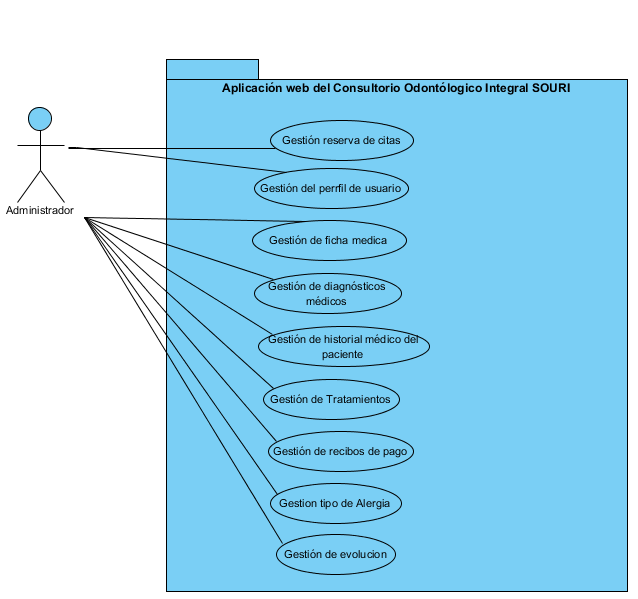 Aplicación web del Consultorio Odontólogico Integral SOURI
Gestión reserva de citas
Gestión del perrfil de usuario
Administrador
Gestión de ficha medica
Gestión de diagnósticos
médicos
Gestión de historial médico del
paciente
Gestión de Tratamientos
Gestión de recibos de pago
Gestion tipo de Alergia
Gestión de evolucion